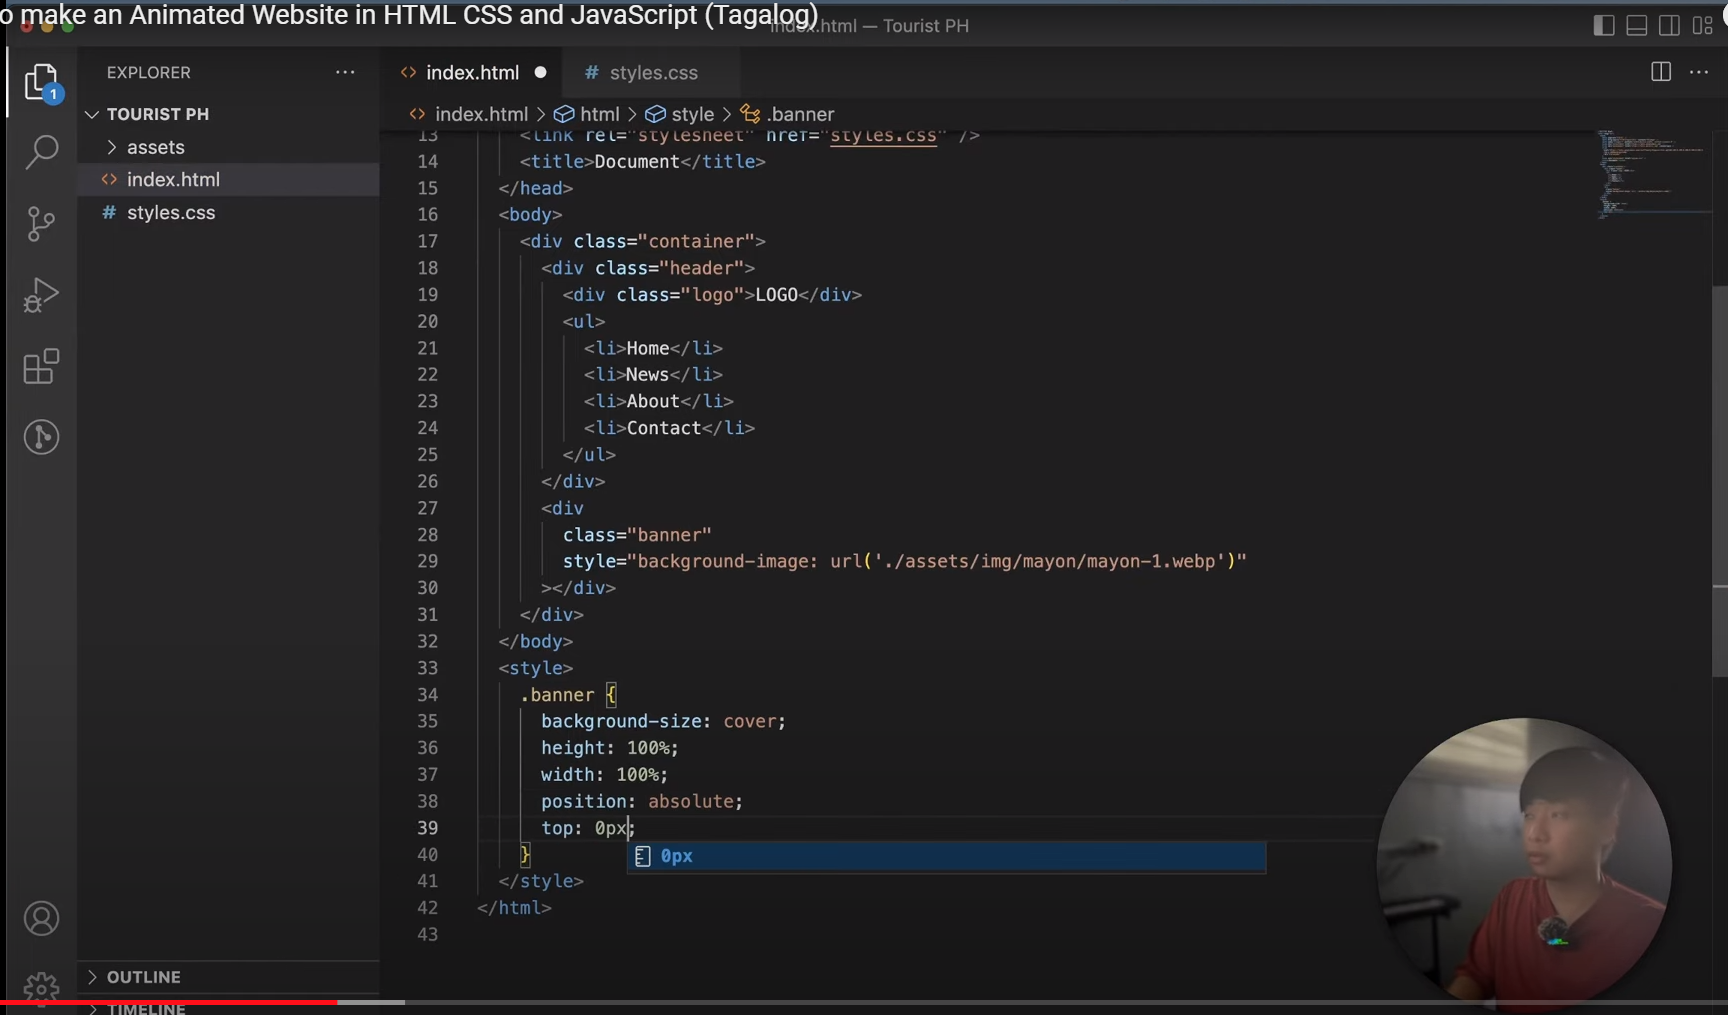 o make an Animated Website in HTML CSS and JavaScript (Tagalog)
index.html — Tourist PH
EXPLORER ···
1
TOURIST PH
assets
index.html
styles.css
index.html
# styles.css
index.html > html > style > .banner
13 <link rel="stylesheet" href="styles.css" />
14 <title>Document</title>
15 </head>
16 <body>
17 <div class="container">
18 <div class="header">
19 <div class="logo">LOGO</div>
20 <ul>
21 <li>Home</li>
22 <li>News</li>
23 <li>About</li>
24 <li>Contact</li>
25 </ul>
26 </div>
27 <div
28 class="banner"
29 style="background-image: url('./assets/img/mayon/mayon-1.webp')"
30 ></div>
31 </div>
32 </body>
33 <style>
34 .banner {
35 background-size: cover;
36 height: 100%;
37 width: 100%;
38 position: absolute;
39 top: 0px;
0px
40 }
41 </style>
42 </html>
43
OUTLINE
TIMELINE